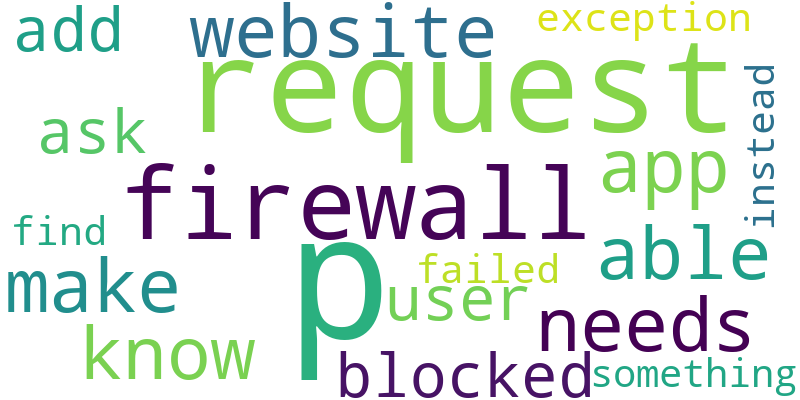 add website exception
request
ask
app
instead
firewall
find
p
able
make
failed
user
needs
know
blocked
something